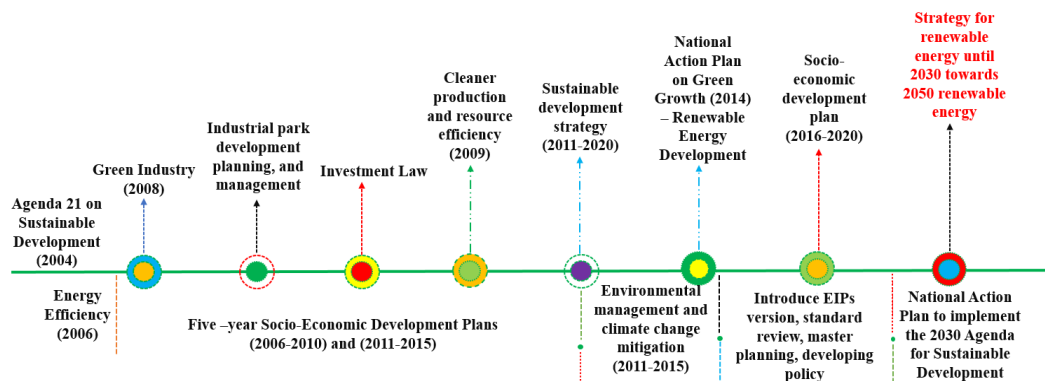 Agenda 21 on
Sustainable
Development
(2004)
Energy
Efficiency
(2006)
Green Industry
(2008)
Industrial park
development
planning, and
management
Investment Law
Cleaner
production
and resource
efficiency
(2009)
Sustainable
development
strategy
(2011-2020)
National
Action Plan
on Green
Growth (2014)
– Renewable
Energy
Development
Socio-
economic
development
plan
(2016-2020)
Strategy for
renewable
energy until
2030 towards
2050 renewable
energy
Five –year Socio-Economic Development Plans
(2006-2010) and (2011-2015)
Environmental
management and
climate change
mitigation
(2011-2015)
Introduce EIPs
version, standard
review, master
planning, developing
policy
National Action
Plan to implement
the 2030 Agenda
for Sustainable
Development